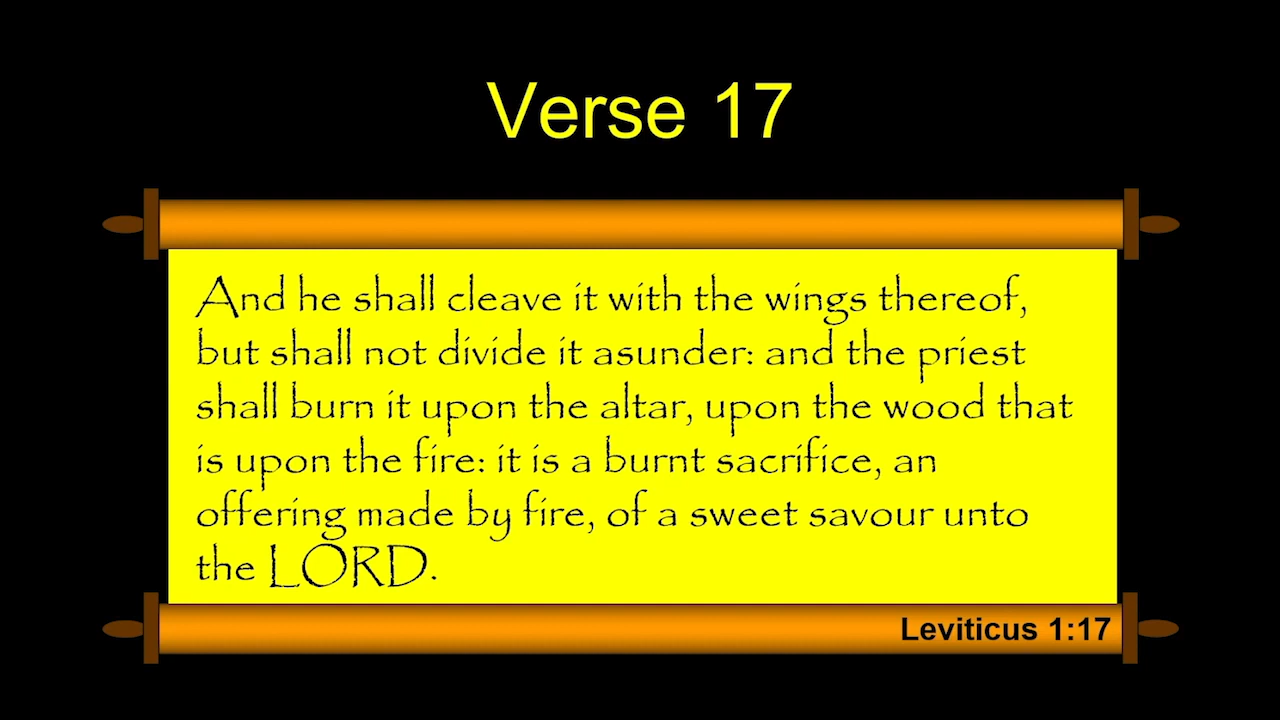 Verse 17
And he shall cleave it with the wings thereof,
but shall not divide it asunder: and the priest
shall burn it upon the altar, upon the wood that
is upon the fire: it is a burnt sacrifice, an
offering made by fire, of a sweet savour unto
the LORD.
Leviticus 1:17